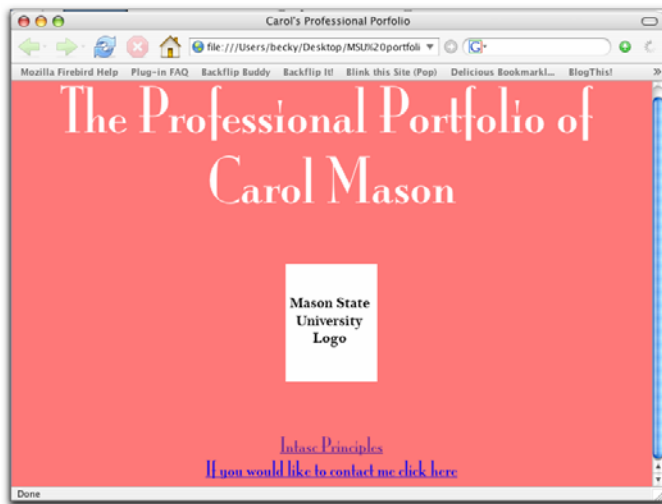 Carol's Professional Porfolio
file:///Users/becky/Desktop/MSU%20portfoli
G
Mozilla Firebird Help Plug-in FAQ Backflip Buddy Backflip It! Blink this Site (Pop) Delicious Bookmarkl... BlogThis! »
The Professional Portfolio of
Carol Mason
Mason State
University
Logo
Intasc Principles
If you would like to contact me click here
Done